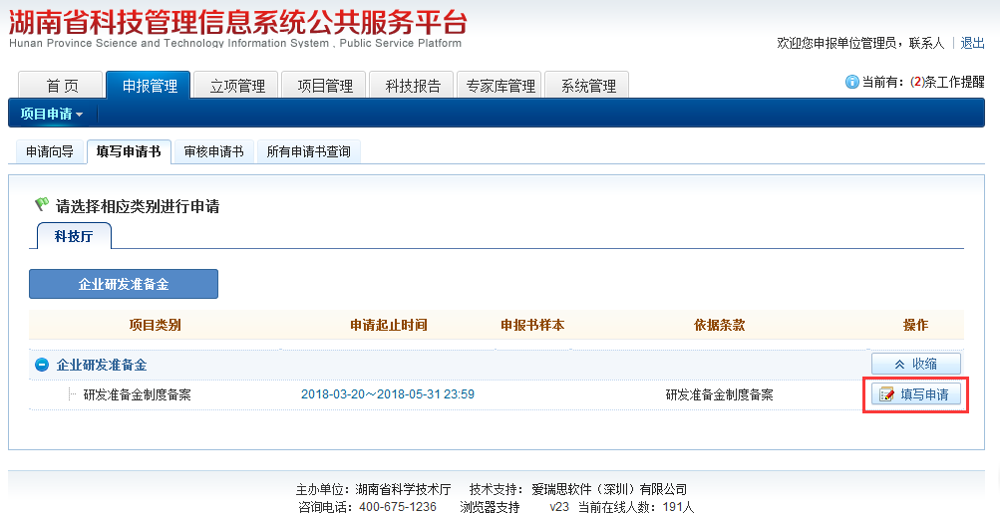 湖南省科技管理信息系统公共服务平台
Hunan Province Science and Technology Information System , Public Service Platform
欢迎您申报单位管理员，联系人 退出
首 页 申报管理 立项管理 项目管理 科技报告 专家库管理 系统管理 当前有：(2)条工作提醒
项目申请
申请向导 填写申请书 审核申请书 所有申请书查询
请选择相应类别进行申请
科技厅
企业研发准备金
项目类别 申请起止时间 申报书样本 依据条款 操作
企业研发准备金 收缩
研发准备金制度备案 2018-03-20～2018-05-31 23:59 研发准备金制度备案 填写申请
主办单位：湖南省科学技术厅 技术支持： 爱瑞思软件（深圳）有限公司
咨询电话：400-675-1236 浏览器支持 v23 当前在线人数：191人